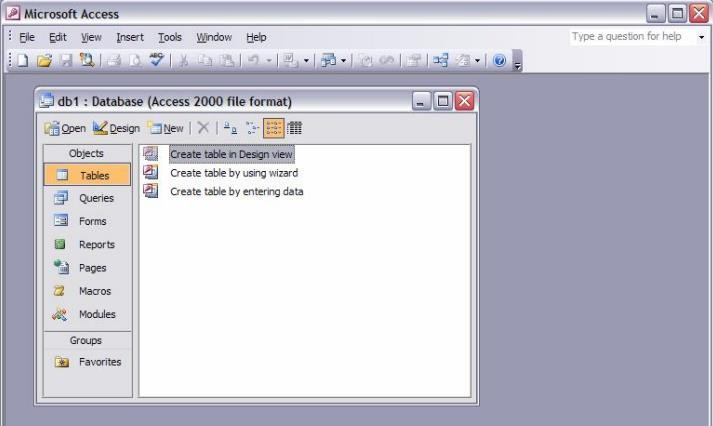 Microsoft Access
File Edit View Insert Tools Window Help Type a question for help
ABC
db1 : Database (Access 2000 file format)
Open Design New
Objects
Tables
Queries
Forms
Reports
Pages
Macros
Modules
Groups
Favorites
Create table in Design view
Create table by using wizard
Create table by entering data